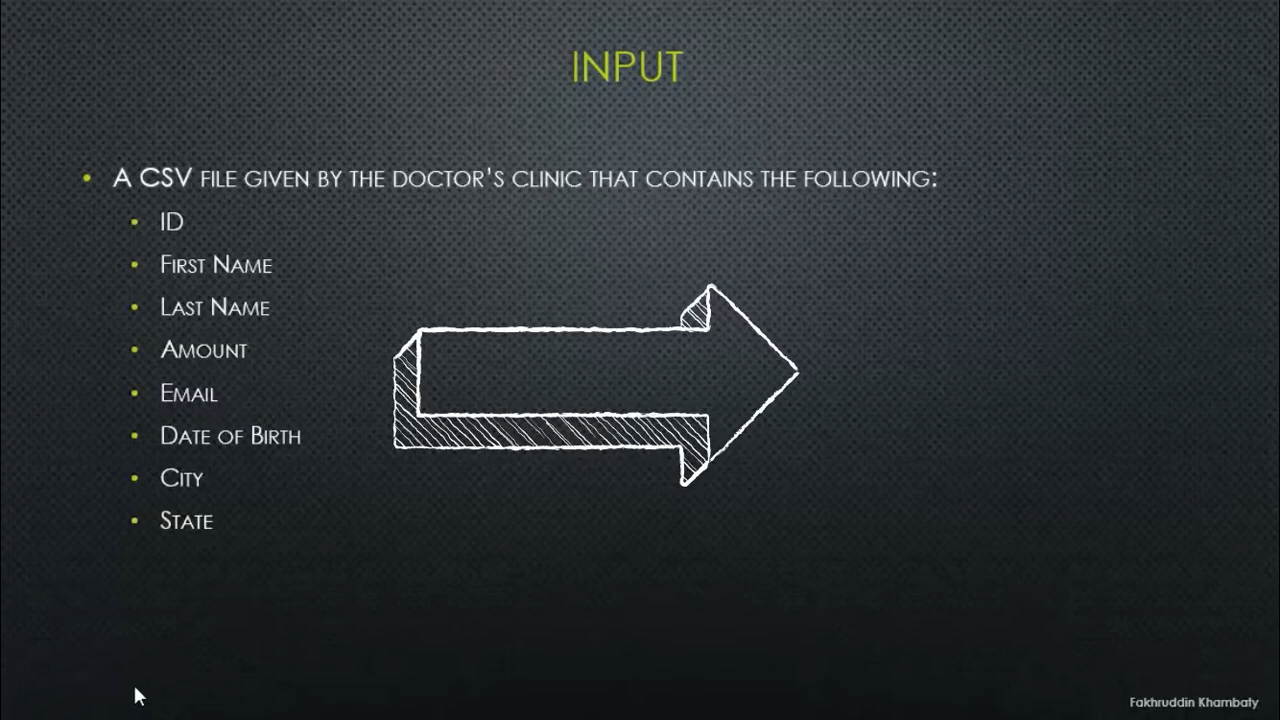 INPUT
A CSV FILE GIVEN BY THE DOCTOR'S CLINIC THAT CONTAINS THE FOLLOWING:
ID
FIRST NAME
LAST NAME
AMOUNT
EMAIL
DATE OF BIRTH
CITY
STATE
Fakhruddin Khambaty